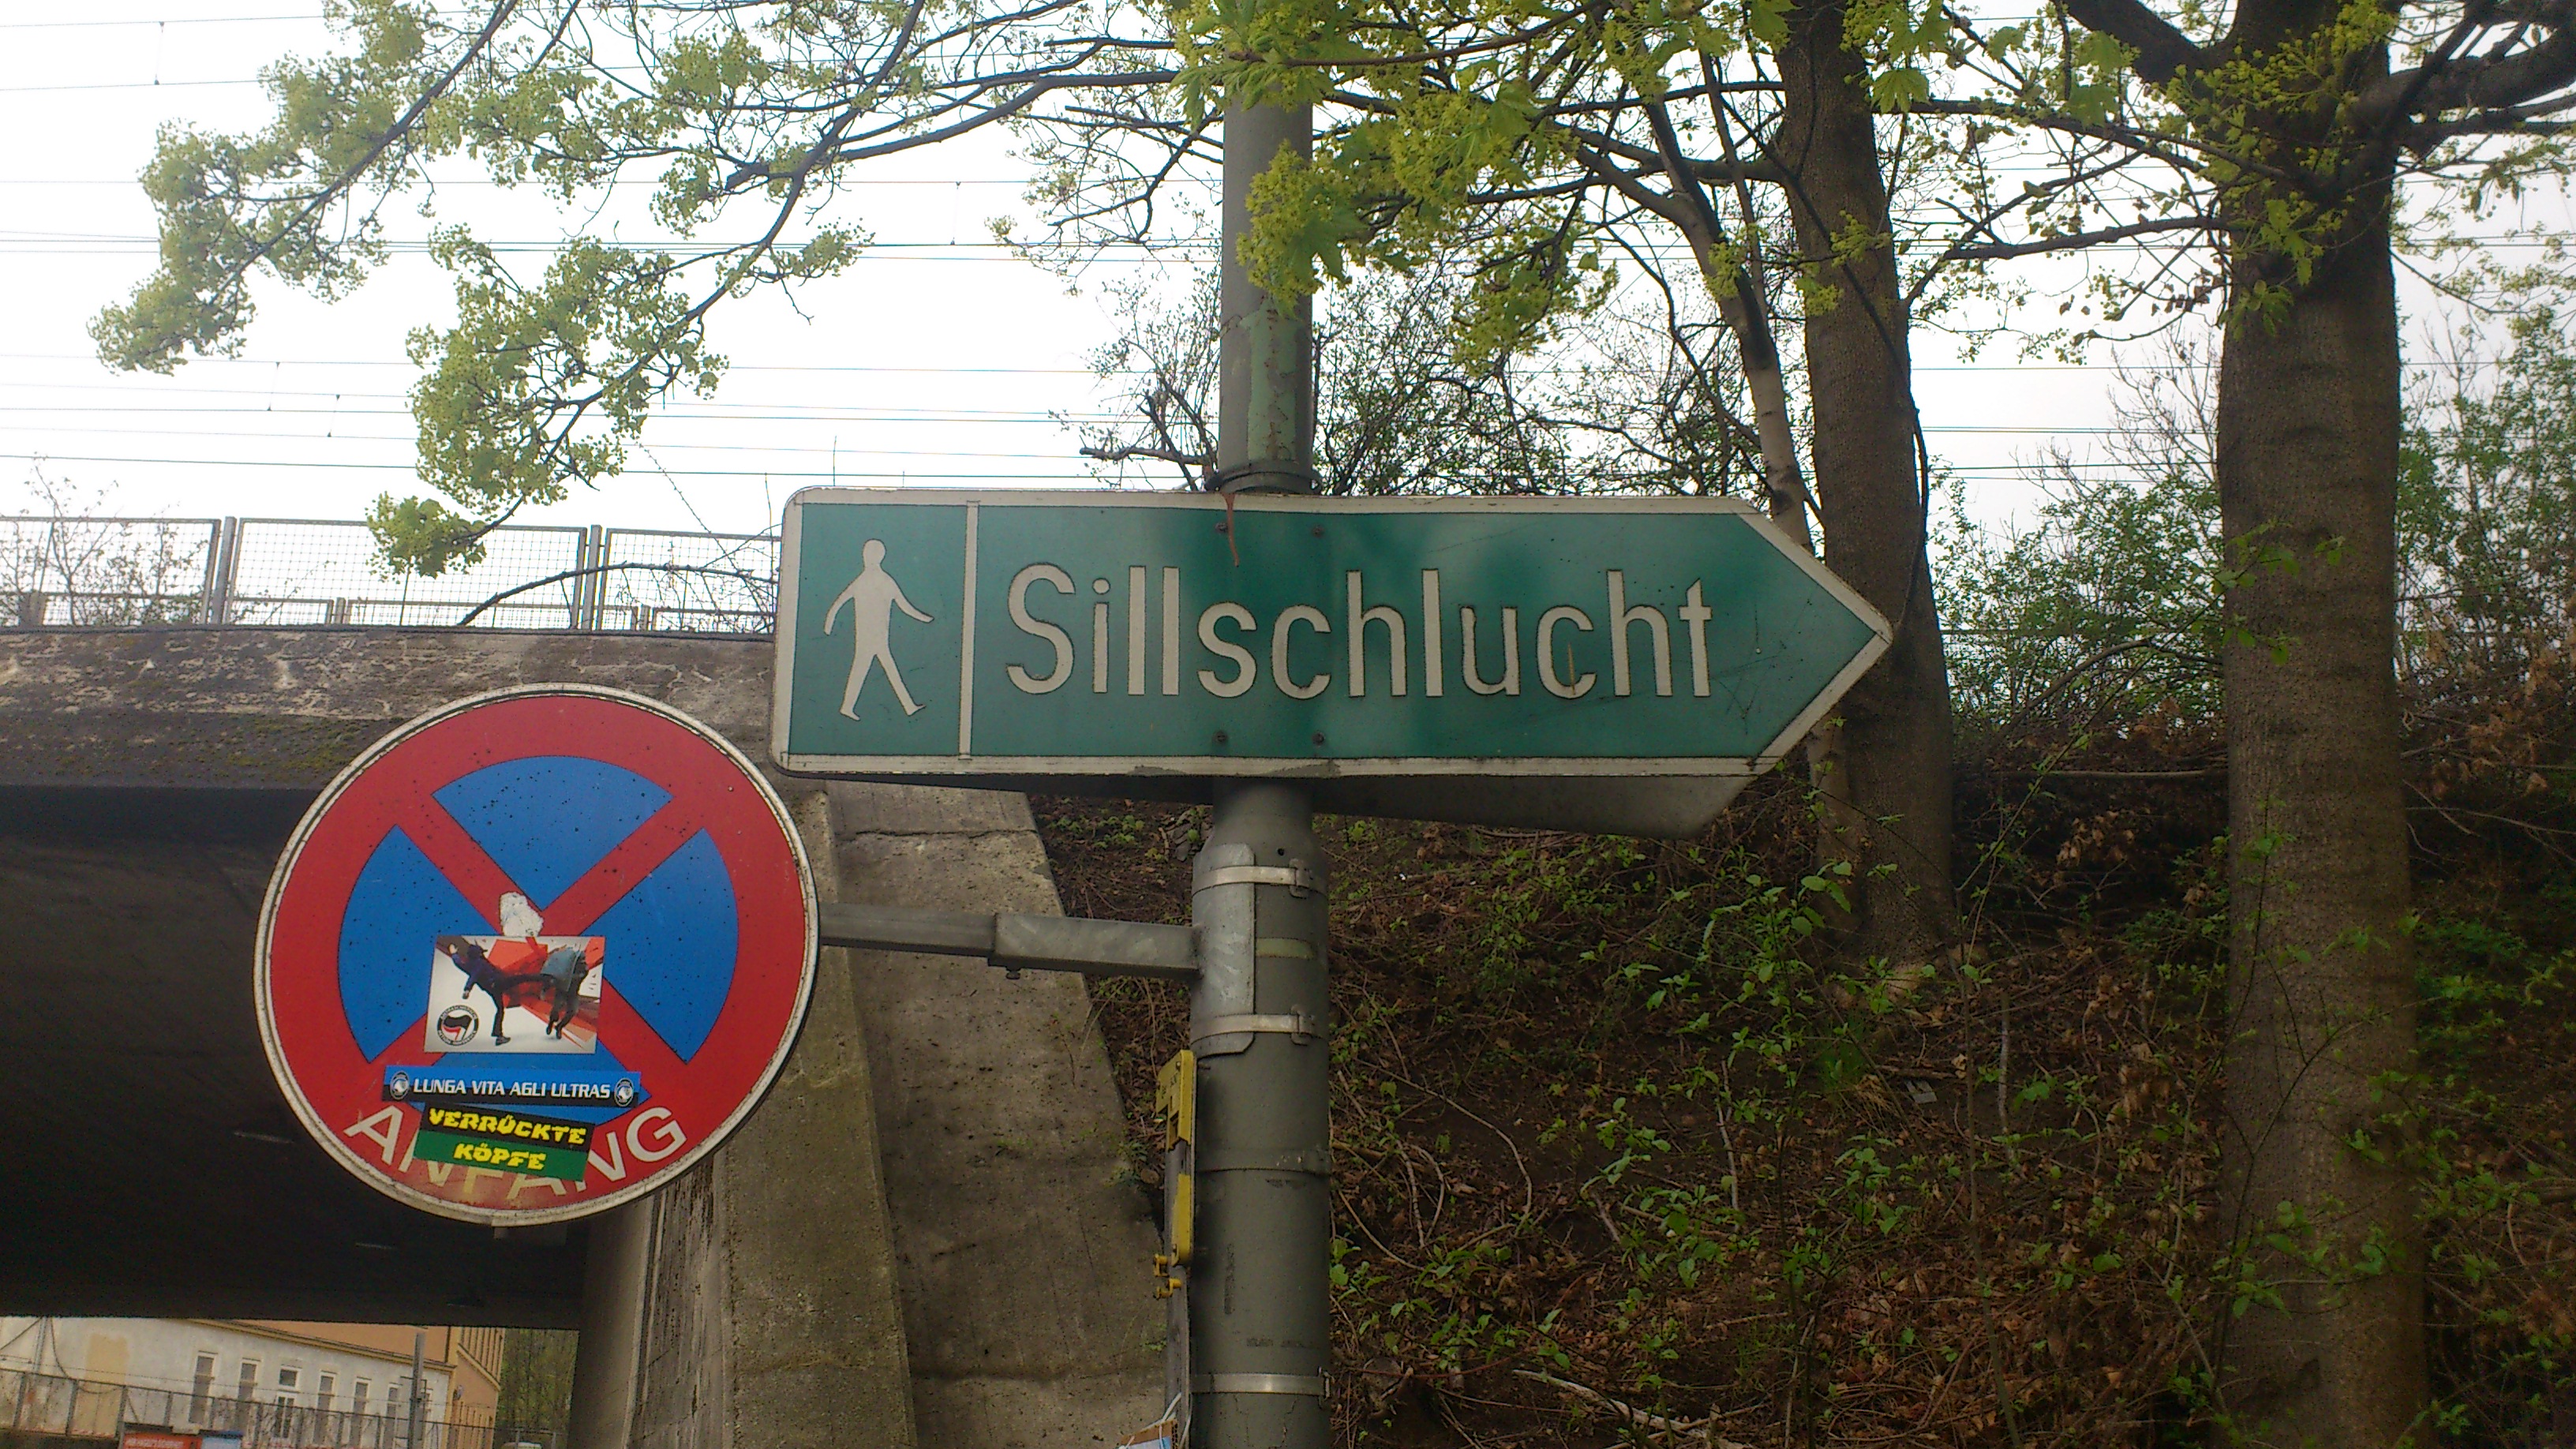 Sillschlucht
LUNGA VITA AGLI ULTRAS
VERRÜCKTE
KÖPFE
ANFANG